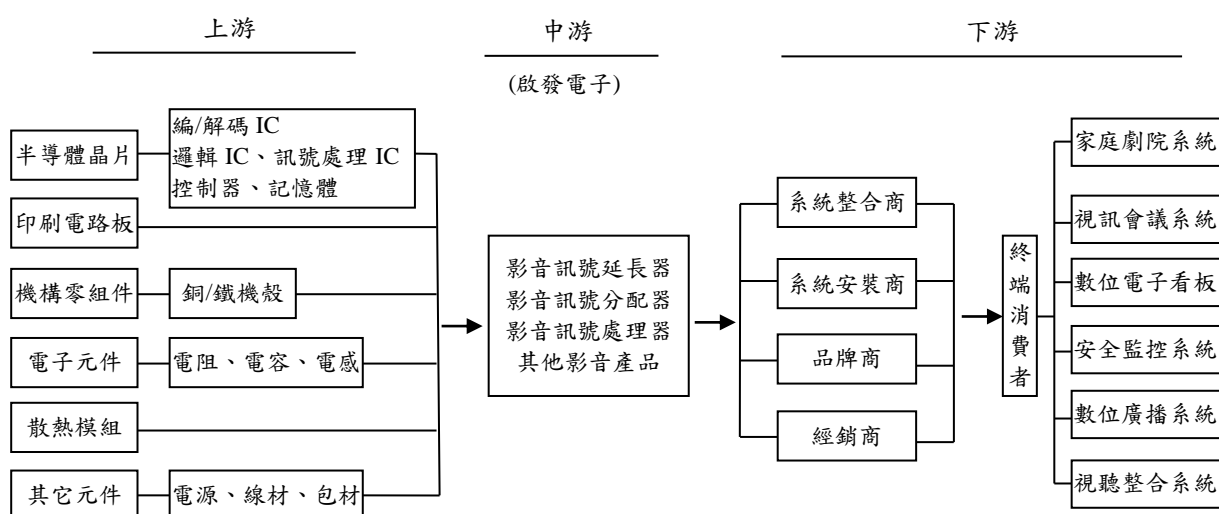 上游
中游
下游
(啟發電子)
半導體晶片
編/解碼 IC
邏輯 IC、訊號處理 IC
控制器、記憶體
印刷電路板
機構零組件
銅/鐵機殼
電子元件
電阻、電容、電感
散熱模組
其它元件
電源、線材、包材
影音訊號延長器
影音訊號分配器
影音訊號處理器
其他影音產品
系統整合商
系統安裝商
品牌商
經銷商
終端消費者
家庭劇院系統
視訊會議系統
數位電子看板
安全監控系統
數位廣播系統
視聽整合系統